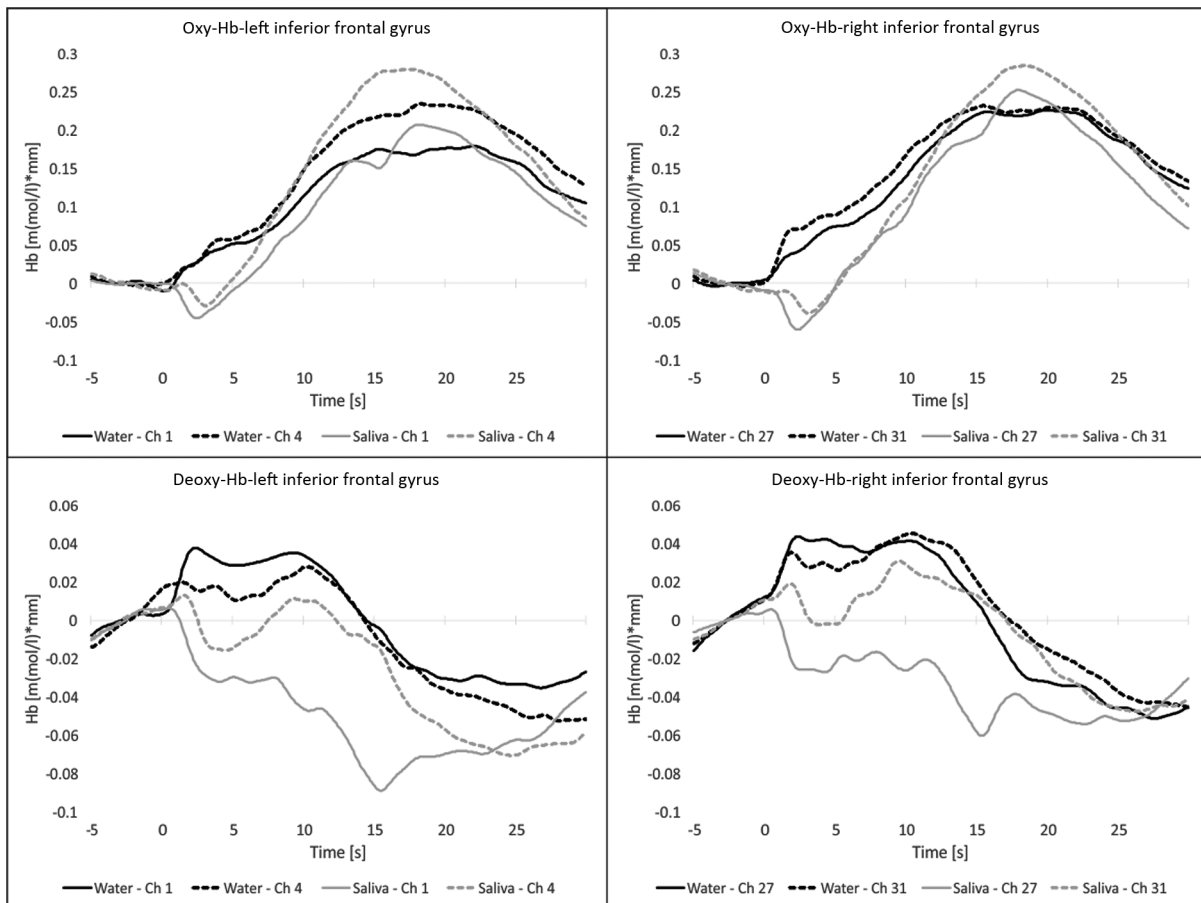 Oxy-Hb-left inferior frontal gyrus
Hb [m(mol/l)*mm]
0.3
0.25
0.2
0.15
0.1
0.05
0
-0.05
-0.1
-5 0 5 10 15 20 25
Time [s]
Water - Ch 1 Water - Ch 4 Saliva - Ch 1 Saliva - Ch 4
Oxy-Hb-right inferior frontal gyrus
Hb [m(mol/l)*mm]
0.3
0.25
0.2
0.15
0.1
0.05
0
-0.05
-0.1
-5 0 5 10 15 20 25
Time [s]
Water - Ch 27 Water - Ch 31 Saliva - Ch 27 Saliva - Ch 31
Deoxy-Hb-left inferior frontal gyrus
Hb [m(mol/l)*mm]
0.06
0.04
0.02
0
-0.02
-0.04
-0.06
-0.08
-0.1
-5 0 5 10 15 20 25
Time [s]
Water - Ch 1 Water - Ch 4 Saliva - Ch 1 Saliva - Ch 4
Deoxy-Hb-right inferior frontal gyrus
Hb [m(mol/l)*mm]
0.06
0.04
0.02
0
-0.02
-0.04
-0.06
-0.08
-0.1
-5 0 5 10 15 20 25
Time [s]
Water - Ch 27 Water - Ch 31 Saliva - Ch 27 Saliva - Ch 31